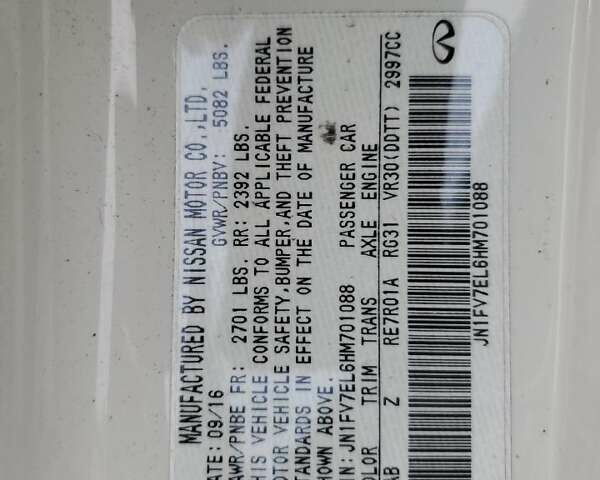 MANUFACTURED BY NISSAN MOTOR CO.,LTD.
ATE: 09/16 GVWR/PNBV: 5082 LBS.
AWR/PNBE FR: 2701 LBS. RR: 2392 LBS.
HIS VEHICLE CONFORMS TO ALL APPLICABLE FEDERAL
OTOR VEHICLE SAFETY,BUMPER,AND THEFT PREVENTION
TANDARDS IN EFFECT ON THE DATE OF MANUFACTURE
HOWN ABOVE.
IN: JN1FV7EL6HM701088 PASSENGER CAR
OLOR TRIM TRANS AXLE ENGINE
AB Z RE7R01A RG31 VR30(DDTT) 2997CC
JN1FV7EL6HM701088